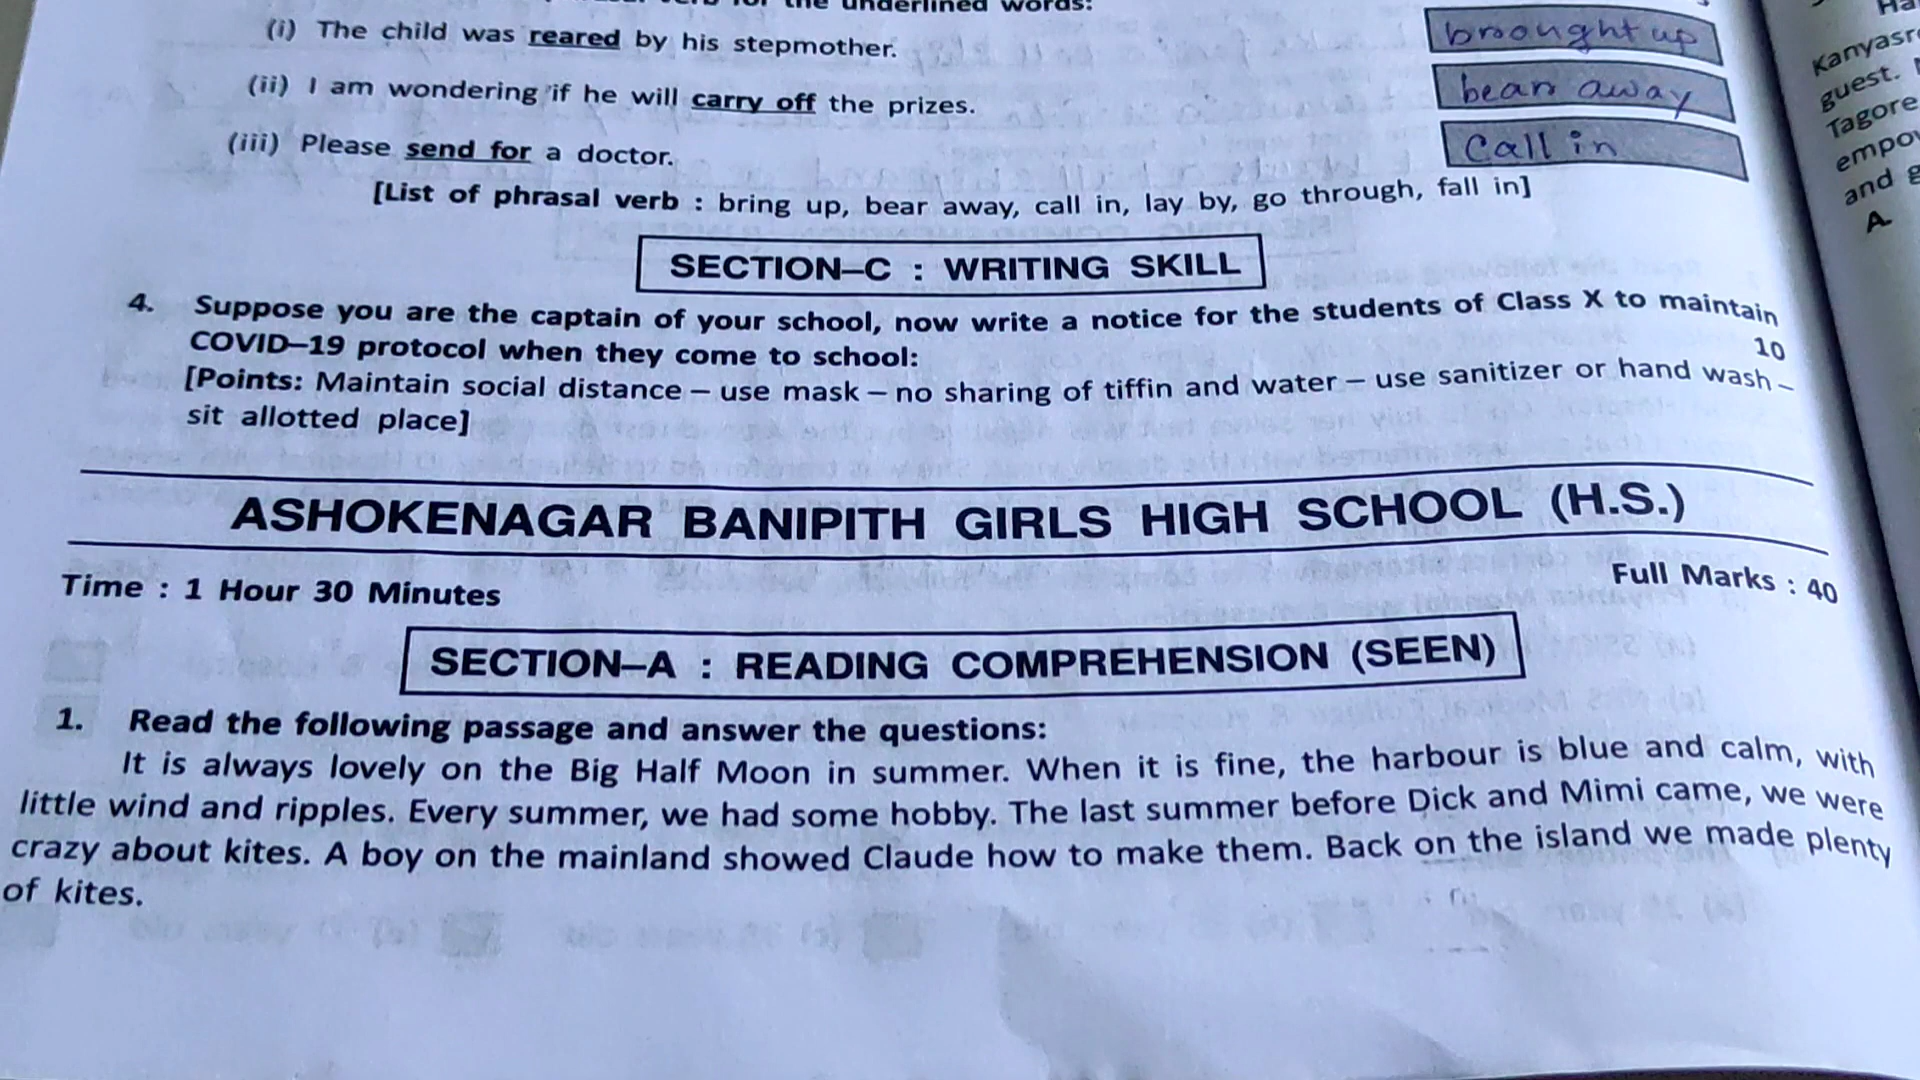 for the underlined words:
(i) The child was reared by his stepmother. broought up
(ii) I am wondering if he will carry off the prizes. bear away
(iii) Please send for a doctor. Call in
[List of phrasal verb : bring up, bear away, call in, lay by, go through, fall in]
SECTION–C : WRITING SKILL
4. Suppose you are the captain of your school, now write a notice for the students of Class X to maintain
COVID–19 protocol when they come to school: 10
[Points: Maintain social distance – use mask – no sharing of tiffin and water – use sanitizer or hand wash –
sit allotted place]
ASHOKENAGAR BANIPITH GIRLS HIGH SCHOOL (H.S.)
Time : 1 Hour 30 Minutes Full Marks : 40
SECTION–A : READING COMPREHENSION (SEEN)
1. Read the following passage and answer the questions:
It is always lovely on the Big Half Moon in summer. When it is fine, the harbour is blue and calm, with
little wind and ripples. Every summer, we had some hobby. The last summer before Dick and Mimi came, we were
crazy about kites. A boy on the mainland showed Claude how to make them. Back on the island we made plenty
of kites.
guest.
Tagore
and
A.